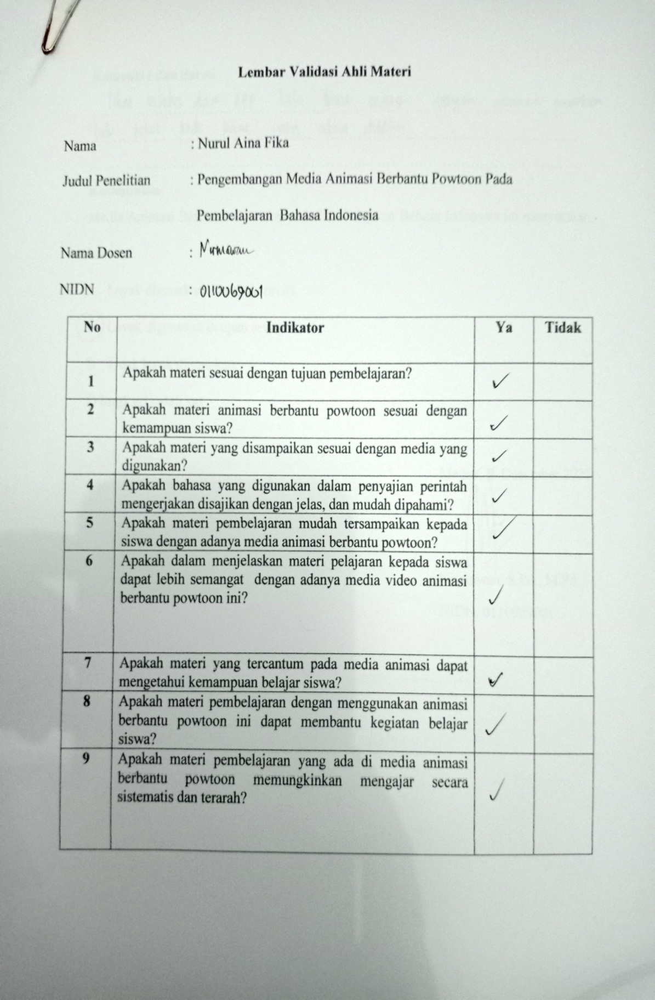 Lembar Validasi Ahli Materi
Nama : Nurul Aina Fika
Judul Penelitian : Pengembangan Media Animasi Berbantu Powtoon Pada
Pembelajaran Bahasa Indonesia
Nama Dosen : Nirmawan
NIDN : 0110069001
No Indikator Ya Tidak
1 Apakah materi sesuai dengan tujuan pembelajaran? ✓
2 Apakah materi animasi berbantu powtoon sesuai dengan
kemampuan siswa? ✓
3 Apakah materi yang disampaikan sesuai dengan media yang
digunakan? ✓
4 Apakah bahasa yang digunakan dalam penyajian perintah
mengerjakan disajikan dengan jelas, dan mudah dipahami? ✓
5 Apakah materi pembelajaran mudah tersampaikan kepada
siswa dengan adanya media animasi berbantu powtoon? ✓
6 Apakah dalam menjelaskan materi pelajaran kepada siswa
dapat lebih semangat dengan adanya media video animasi
berbantu powtoon ini? ✓
7 Apakah materi yang tercantum pada media animasi dapat
mengetahui kemampuan belajar siswa? ✓
8 Apakah materi pembelajaran dengan menggunakan animasi
berbantu powtoon ini dapat membantu kegiatan belajar ✓
siswa?
9 Apakah materi pembelajaran yang ada di media animasi
berbantu powtoon memungkinkan mengajar secara
sistematis dan terarah? ✓